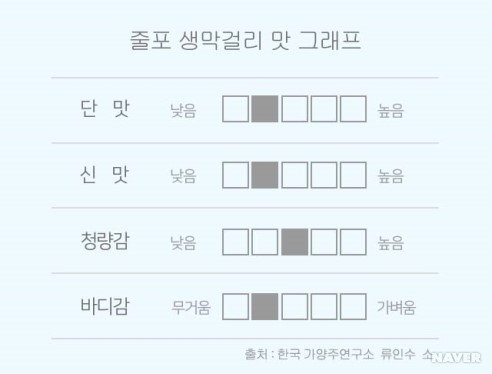 줄포 생막걸리 맛 그래프
단 맛 낮음 높음
신 맛 낮음 높음
청량감 낮음 높음
바디감 무거움 가벼움
출처 : 한국 가양주연구소 류인수 소
NAVER